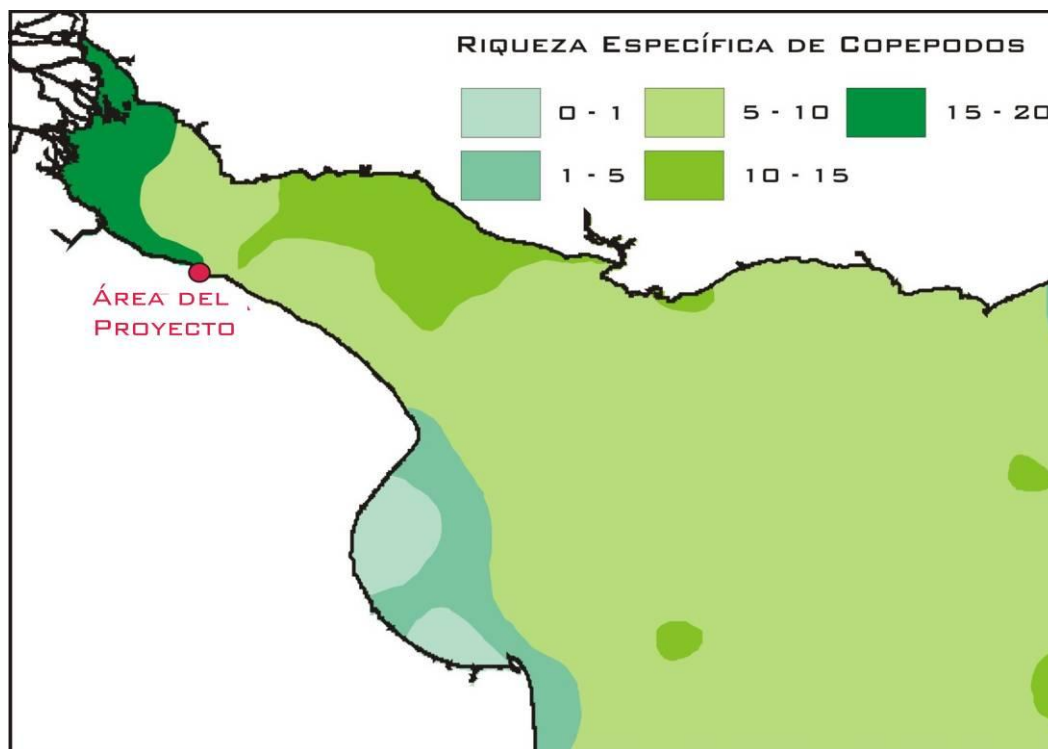 RIQUEZA ESPECÍFICA DE COPEPODOS
0 - 1
5 - 10
15 - 20
1 - 5
10 - 15
ÁREA DEL
PROYECTO